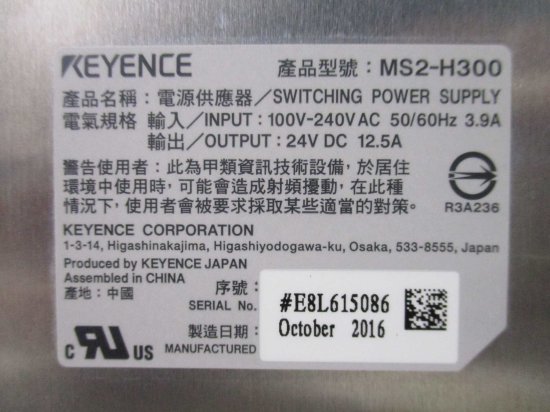 KEYENCE 產品型號：MS2-H300
產品名稱：電源供應器／SWITCHING POWER SUPPLY
電氣規格 輸入／INPUT: 100V-240V AC 50/60Hz 3.9A
輸出／OUTPUT: 24V DC 12.5A
警告使用者：此為甲類資訊技術設備，於居住
環境中使用時，可能會造成射頻擾動，在此種
情況下，使用者會被要求採取某些適當的對策。
R3A236
KEYENCE CORPORATION
1-3-14, Higashinakajima, Higashiyodogawa-ku, Osaka, 533-8555, Japan
Produced by KEYENCE JAPAN
Assembled in CHINA
產地：中國
序號：
SERIAL No.
#E8L615086
製造日期：
MANUFACTURED
October 2016
C RU US